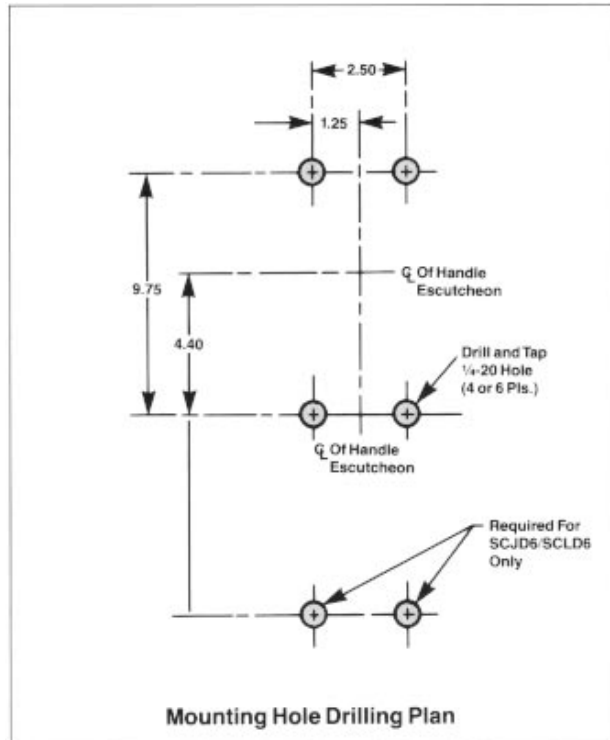 2.50
1.25
9.75
℄ Of Handle
Escutcheon
4.40
Drill and Tap
¼-20 Hole
(4 or 6 Pls.)
℄ Of Handle
Escutcheon
Required For
SCJD6/SCLD6
Only
Mounting Hole Drilling Plan